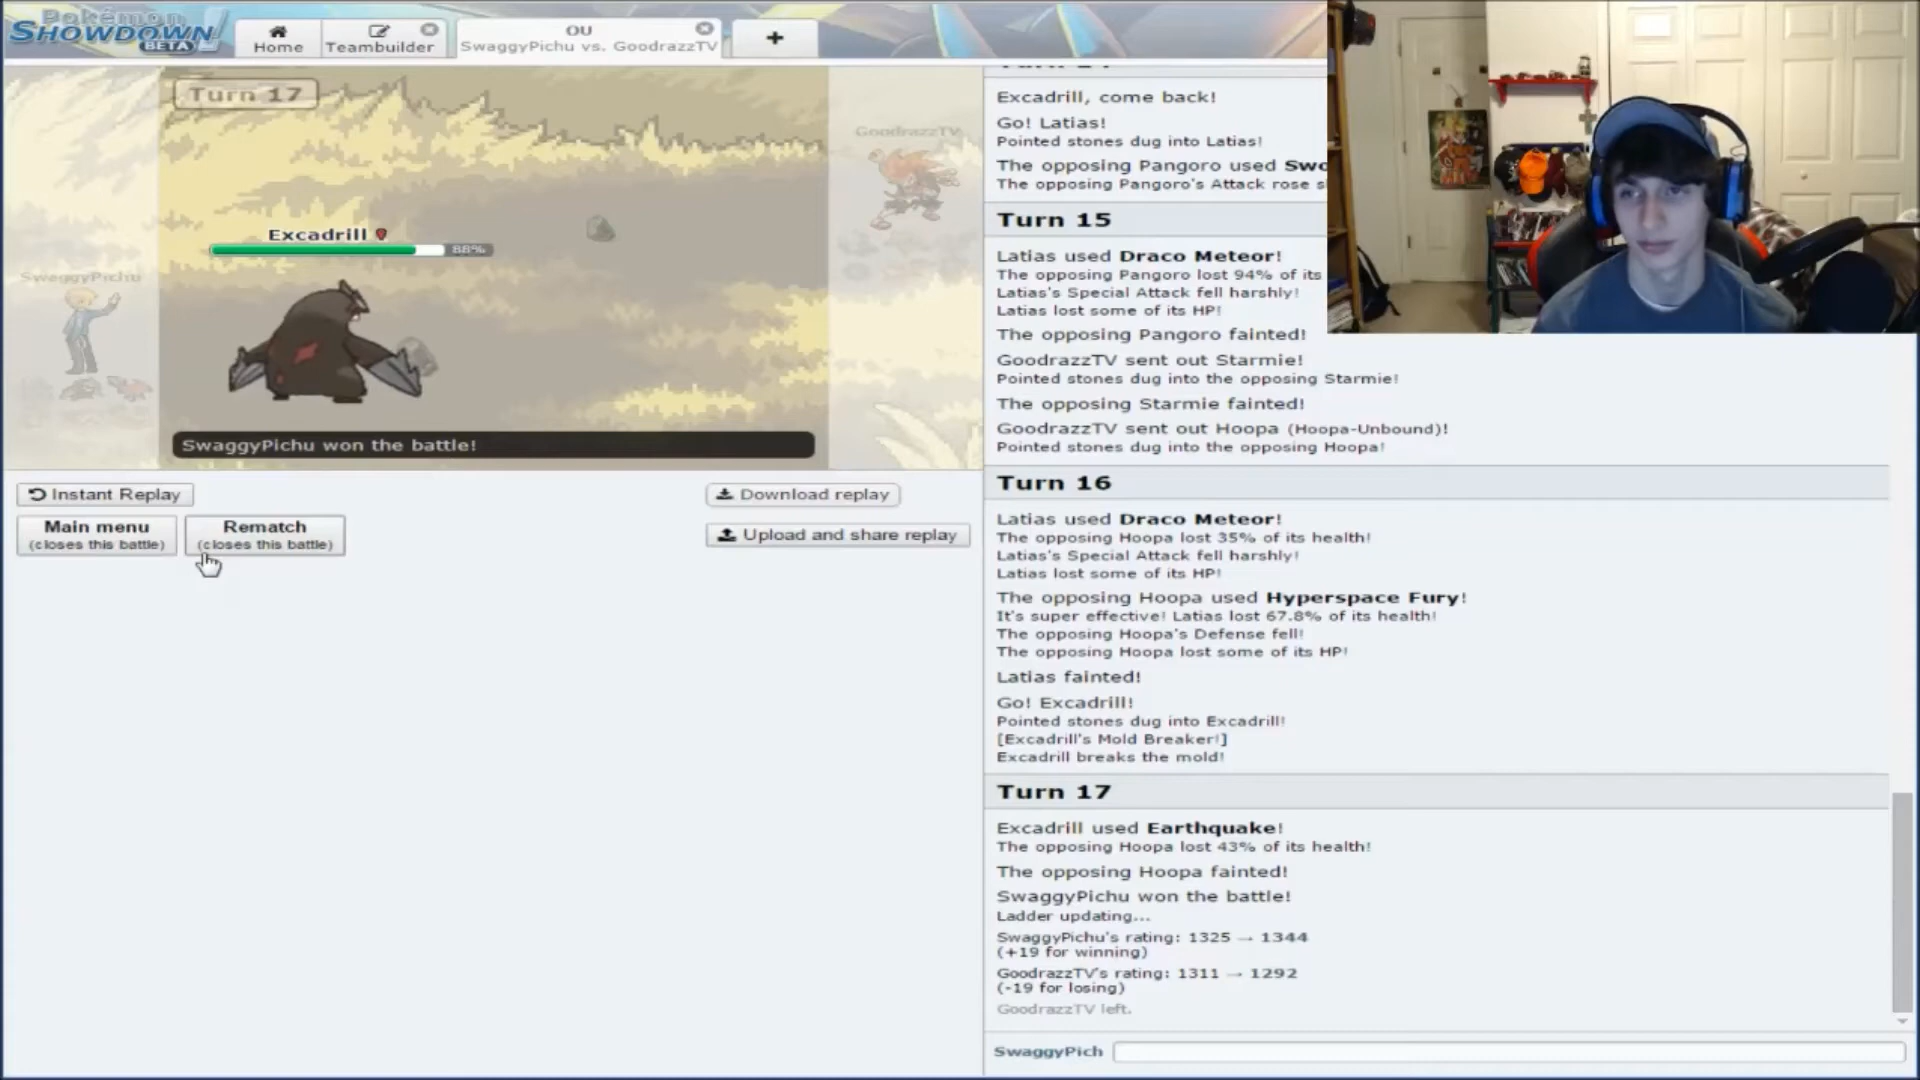 Pokémon
SHOWDOWN
BETA
Home
Teambuilder
OU
SwaggyPichu vs. GoodrazzTV
+
Turn 17
GoodrazzTV
Excadrill
88%
SwaggyPichu
SwaggyPichu won the battle!
Instant Replay
Download replay
Main menu
(closes this battle)
Rematch
(closes this battle)
Upload and share replay
Excadrill, come back!
Go! Latias!
Pointed stones dug into Latias!
The opposing Pangoro used Swo
The opposing Pangoro's Attack rose s
Turn 15
Latias used Draco Meteor!
The opposing Pangoro lost 94% of its
Latias's Special Attack fell harshly!
Latias lost some of its HP!
The opposing Pangoro fainted!
GoodrazzTV sent out Starmie!
Pointed stones dug into the opposing Starmie!
The opposing Starmie fainted!
GoodrazzTV sent out Hoopa (Hoopa-Unbound)!
Pointed stones dug into the opposing Hoopa!
Turn 16
Latias used Draco Meteor!
The opposing Hoopa lost 35% of its health!
Latias's Special Attack fell harshly!
Latias lost some of its HP!
The opposing Hoopa used Hyperspace Fury!
It's super effective! Latias lost 67.8% of its health!
The opposing Hoopa's Defense fell!
The opposing Hoopa lost some of its HP!
Latias fainted!
Go! Excadrill!
Pointed stones dug into Excadrill!
[Excadrill's Mold Breaker!]
Excadrill breaks the mold!
Turn 17
Excadrill used Earthquake!
The opposing Hoopa lost 43% of its health!
The opposing Hoopa fainted!
SwaggyPichu won the battle!
Ladder updating...
SwaggyPichu's rating: 1325 → 1344
(+19 for winning)
GoodrazzTV's rating: 1311 → 1292
(-19 for losing)
GoodrazzTV left.
SwaggyPich